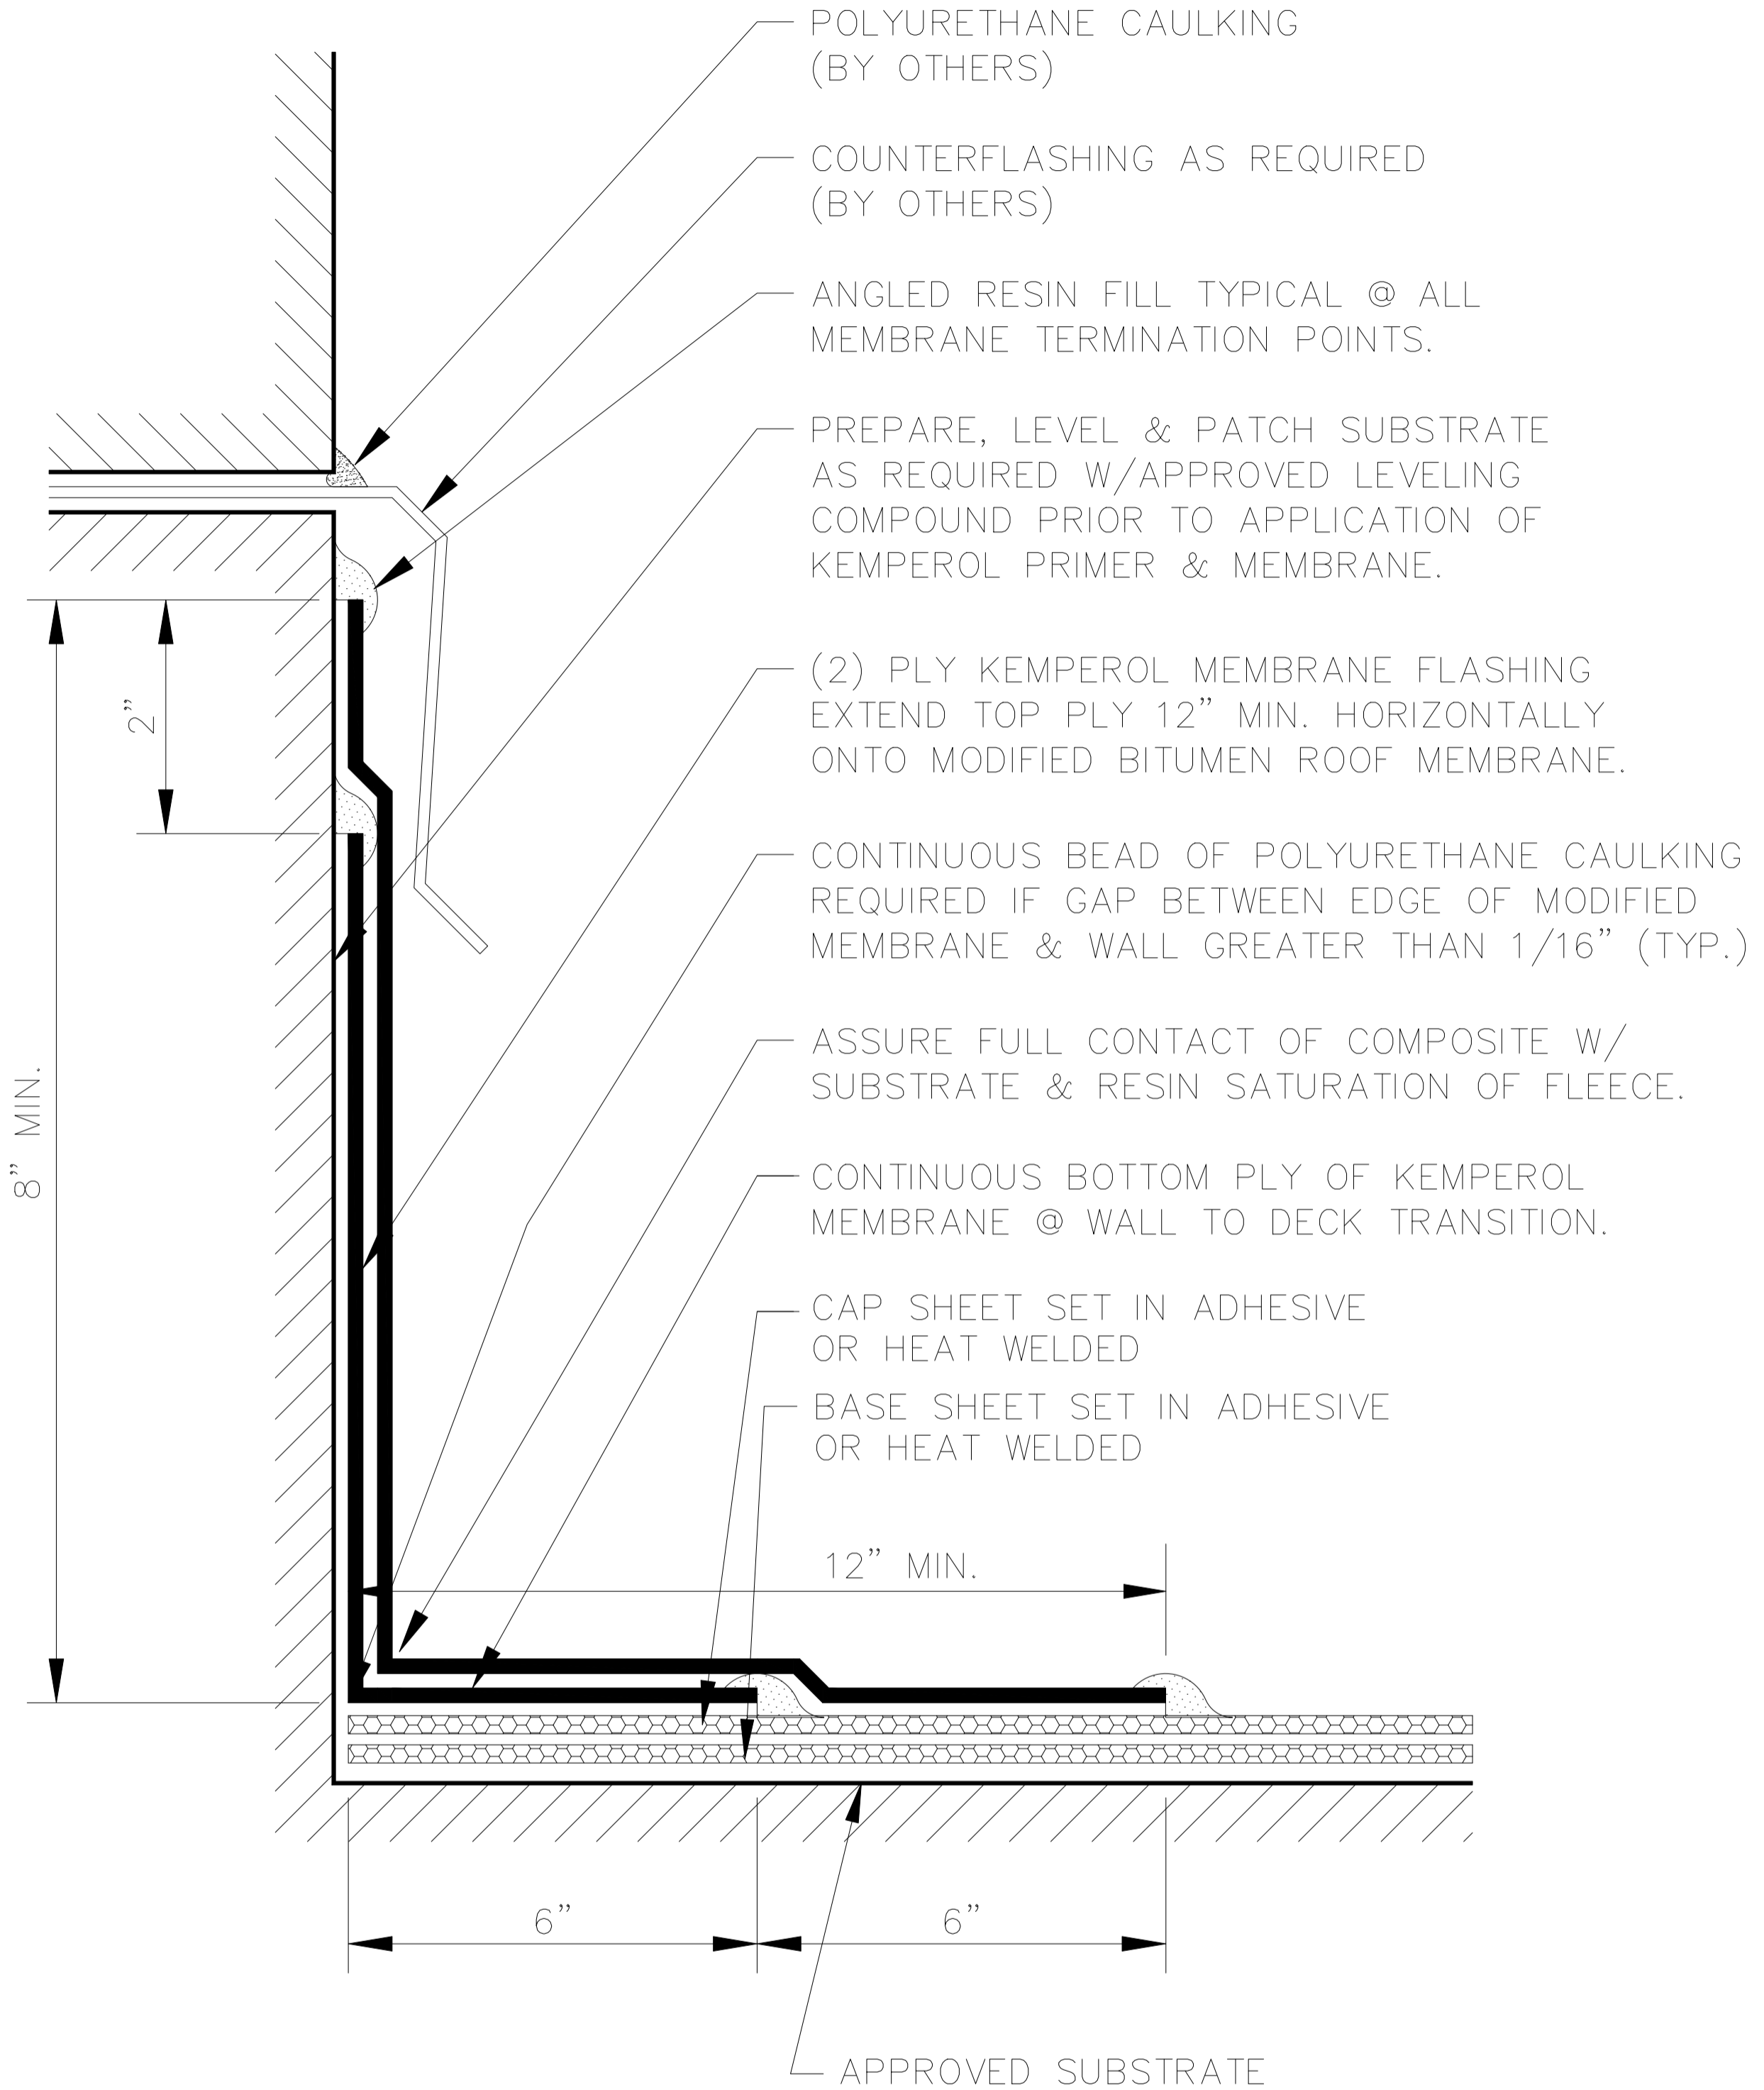 POLYURETHANE CAULKING
(BY OTHERS)
COUNTERFLASHING AS REQUIRED
(BY OTHERS)
ANGLED RESIN FILL TYPICAL @ ALL
MEMBRANE TERMINATION POINTS.
PREPARE, LEVEL & PATCH SUBSTRATE
AS REQUIRED W/APPROVED LEVELING
COMPOUND PRIOR TO APPLICATION OF
KEMPEROL PRIMER & MEMBRANE.
(2) PLY KEMPEROL MEMBRANE FLASHING
EXTEND TOP PLY 12” MIN. HORIZONTALLY
ONTO MODIFIED BITUMEN ROOF MEMBRANE.
2”
CONTINUOUS BEAD OF POLYURETHANE CAULKING
REQUIRED IF GAP BETWEEN EDGE OF MODIFIED
MEMBRANE & WALL GREATER THAN 1/16” (TYP.)
ASSURE FULL CONTACT OF COMPOSITE W/
SUBSTRATE & RESIN SATURATION OF FLEECE.
8” MIN.
CONTINUOUS BOTTOM PLY OF KEMPEROL
MEMBRANE @ WALL TO DECK TRANSITION.
CAP SHEET SET IN ADHESIVE
OR HEAT WELDED
BASE SHEET SET IN ADHESIVE
OR HEAT WELDED
12” MIN.
6”
6”
APPROVED SUBSTRATE